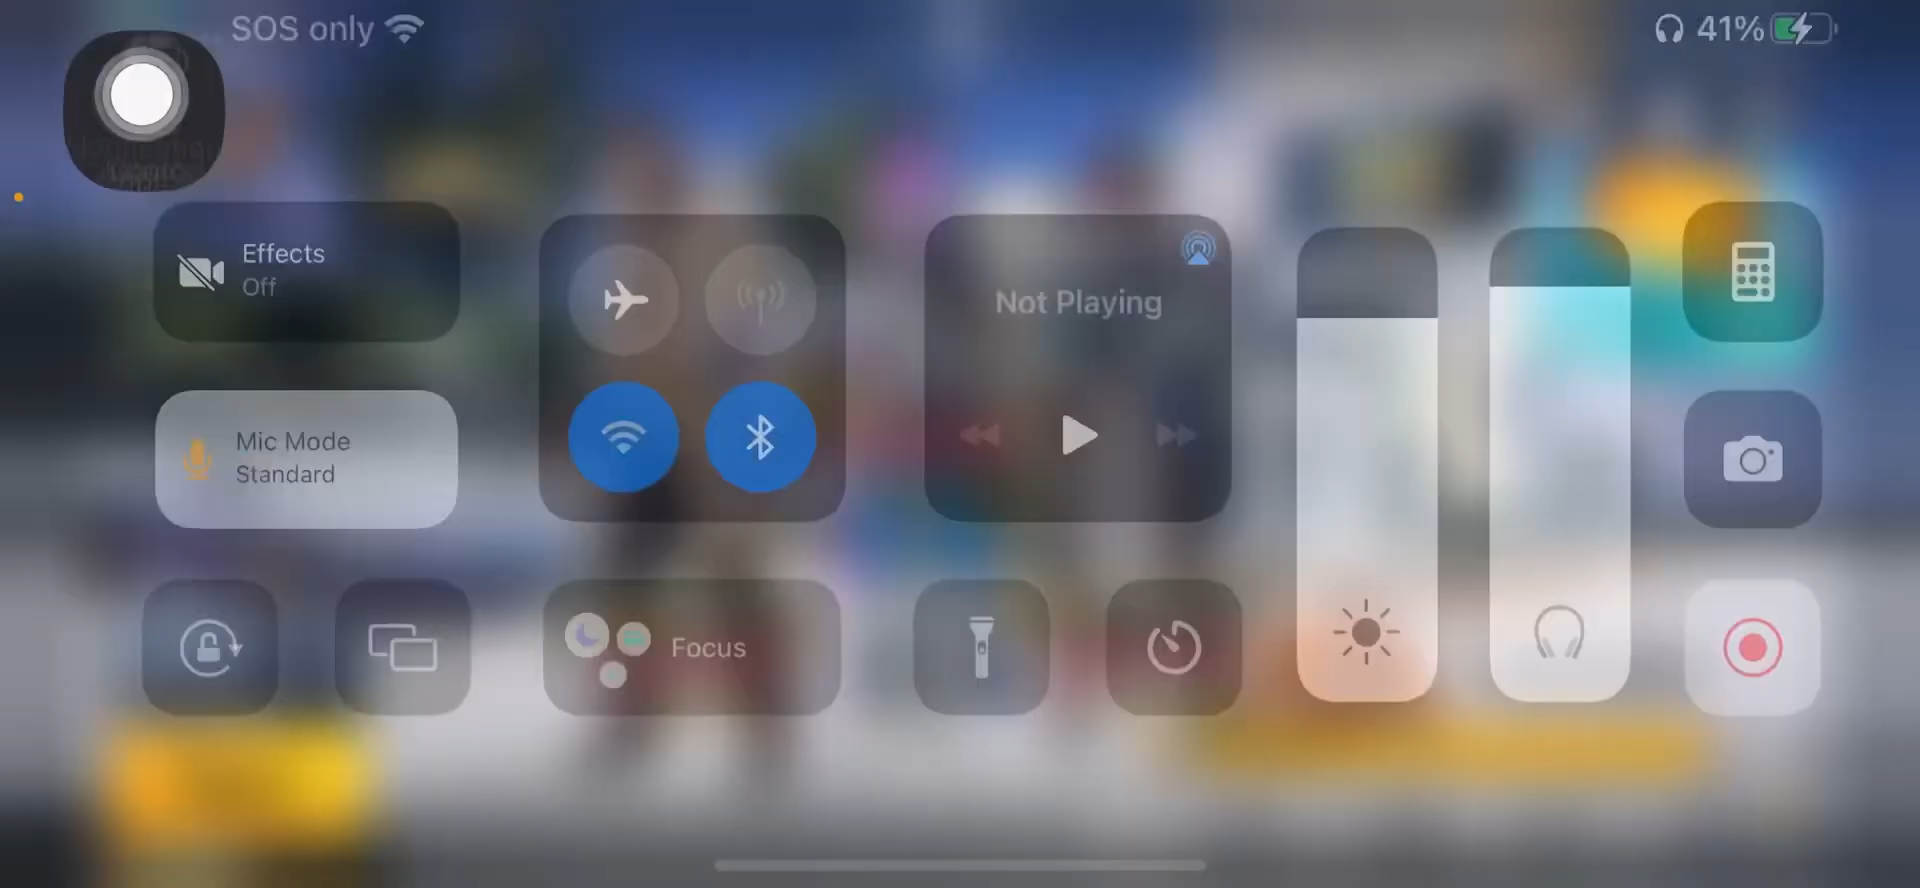 SOS only
41%
Effects
Off
Not Playing
Mic Mode
Standard
Focus